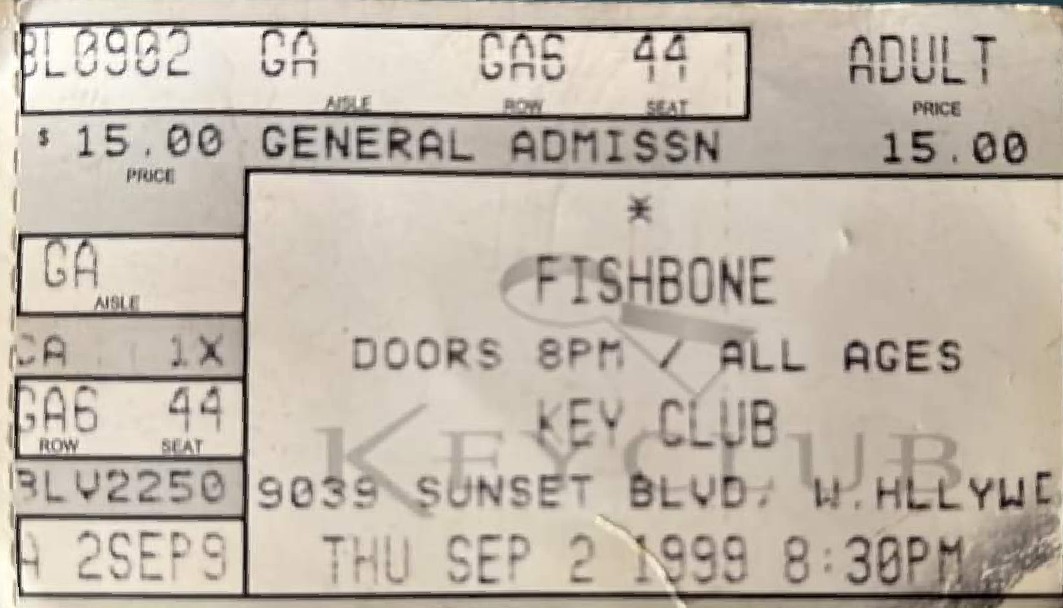 BL0902 GA GA6 44 ADULT
AISLE ROW SEAT PRICE
$ 15.00 GENERAL ADMISSN 15.00
PRICE
*
GA
AISLE
FISHBONE
CA 1X
DOORS 8PM / ALL AGES
GA6 44
ROW SEAT
KEY CLUB
KEYCLUB
BLV2250
9039 SUNSET BLVD, W.HLLYWD
A 2SEP9
THU SEP 2 1999 8:30PM